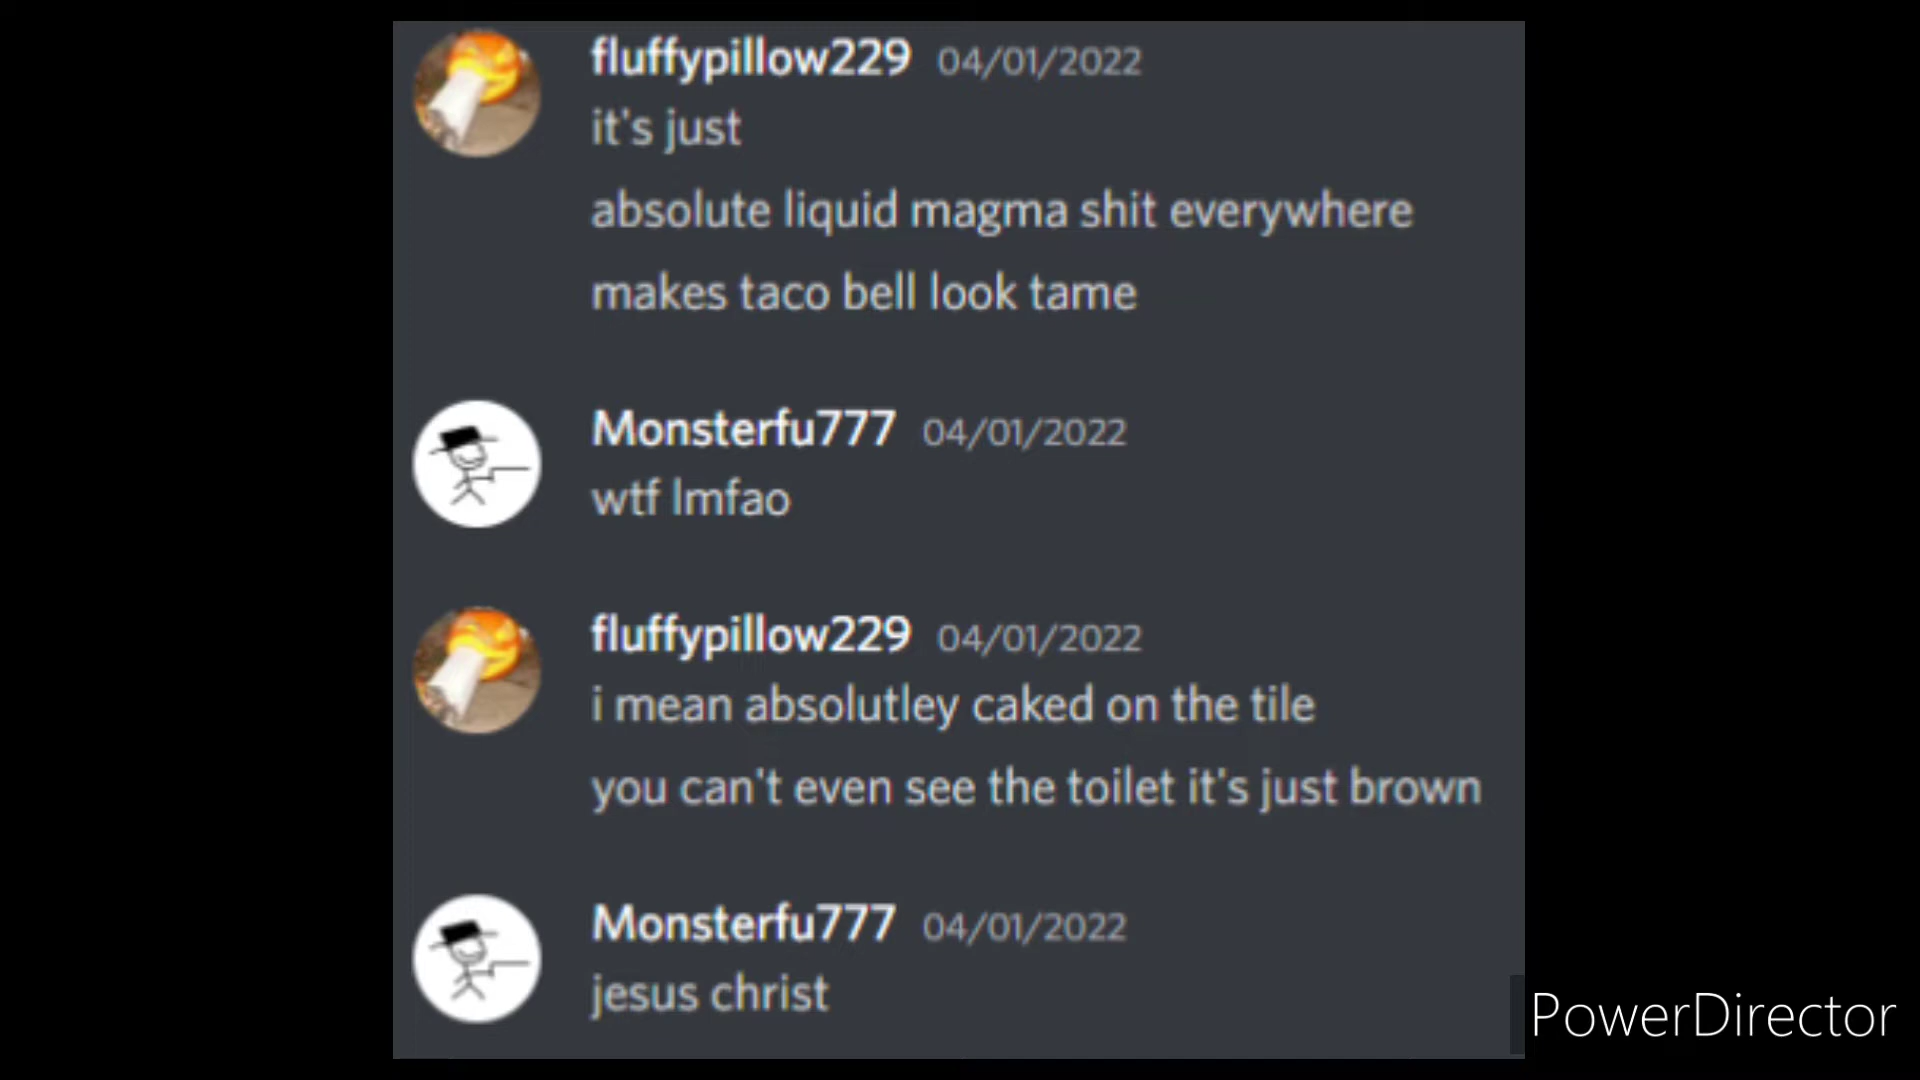 fluffypillow229 04/01/2022
it's just
absolute liquid magma shit everywhere
makes taco bell look tame
Monsterfu777 04/01/2022
wtf lmfao
fluffypillow229 04/01/2022
i mean absolutley caked on the tile
you can't even see the toilet it's just brown
Monsterfu777 04/01/2022
jesus christ
PowerDirector